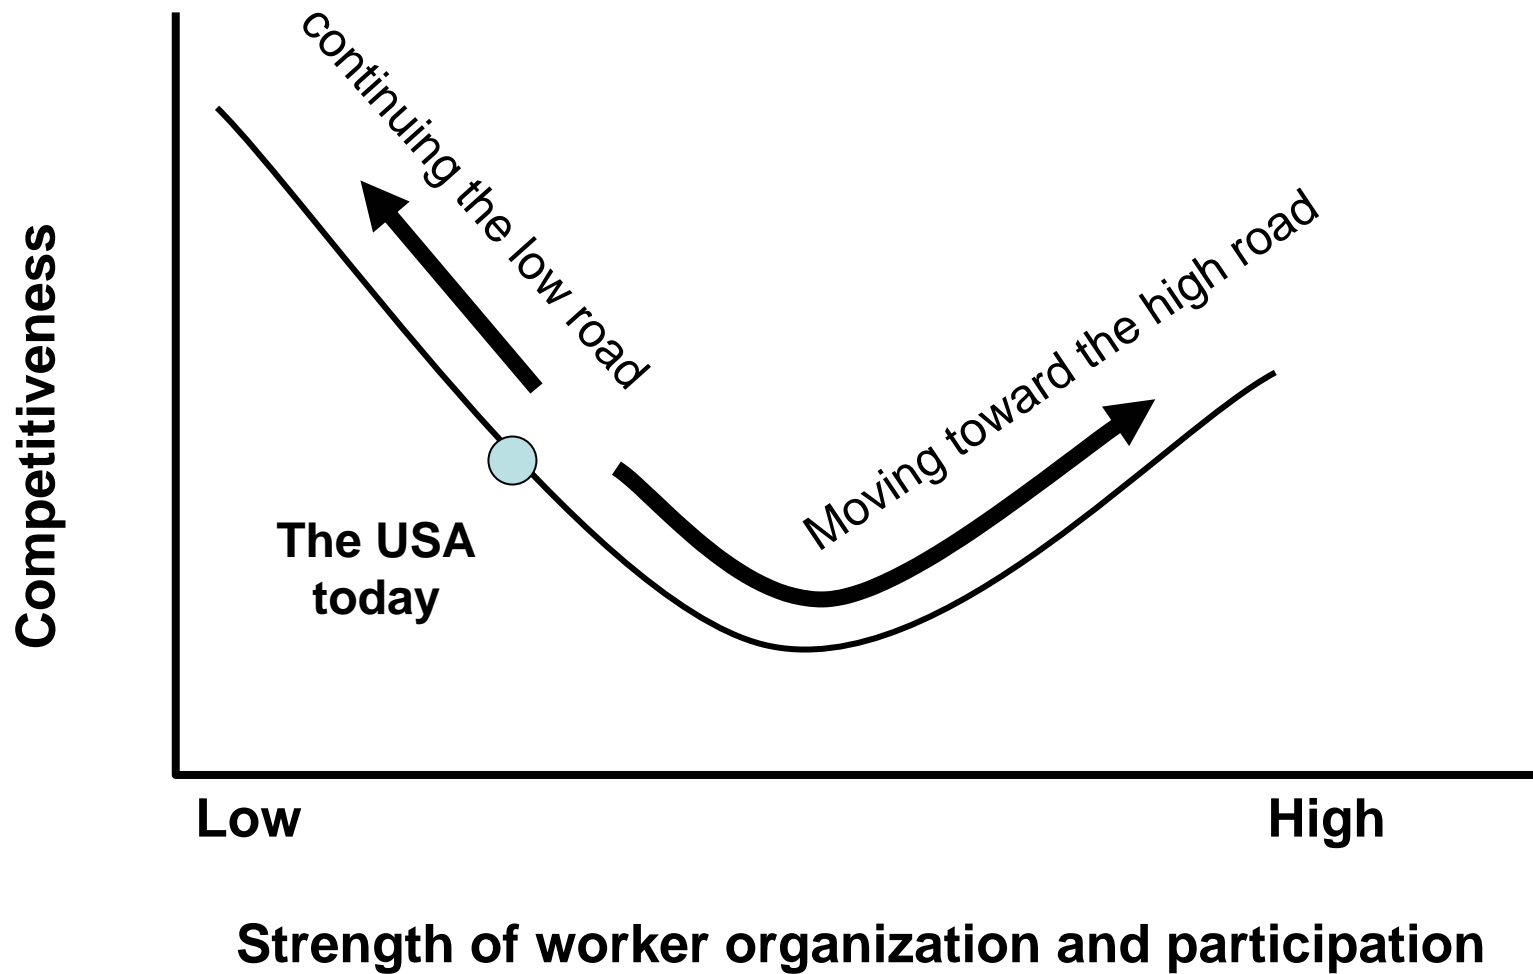 continuing the low road
Moving toward the high road
Competitiveness
The USA
today
Low
High
Strength of worker organization and participation